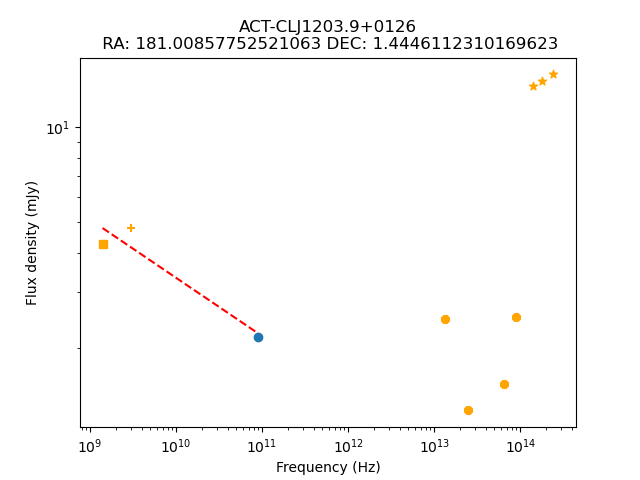 ACT-CLJ1203.9+0126
RA: 181.00857752521063 DEC: 1.4446112310169623
Flux density (mJy)
10¹
10⁹ 10¹⁰ 10¹¹ 10¹² 10¹³ 10¹⁴
Frequency (Hz)